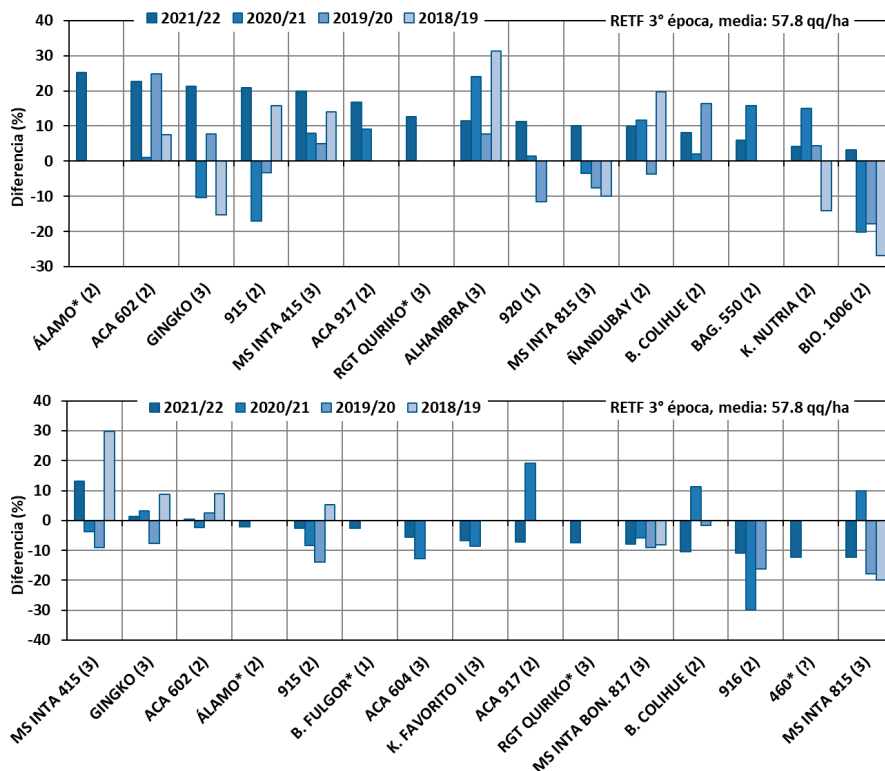 2021/22 2020/21 2019/20 2018/19 RETF 3° época, media: 57.8 qq/ha
Diferencia (%)
40
30
20
10
0
-10
-20
-30
ÁLAMO* (2)
ACA 602 (2)
GINGKO (3)
915 (2)
MS INTA 415 (3)
ACA 917 (2)
RGT QUIRIKO* (3)
ALHAMBRA (3)
920 (1)
MS INTA 815 (3)
ÑANDUBAY (2)
B. COLIHUE (2)
BAG. 550 (2)
K. NUTRIA (2)
BIO. 1006 (2)
2021/22 2020/21 2019/20 2018/19 RETF 3° época, media: 57.8 qq/ha
Diferencia (%)
40
30
20
10
0
-10
-20
-30
-40
MS INTA 415 (3)
GINGKO (3)
ACA 602 (2)
ÁLAMO* (2)
915 (2)
B. FULGOR* (1)
ACA 604 (3)
K. FAVORITO II (3)
ACA 917 (2)
RGT QUIRIKO* (3)
MS INTA BON. 817 (3)
B. COLIHUE (2)
916 (2)
460* (?)
MS INTA 815 (3)